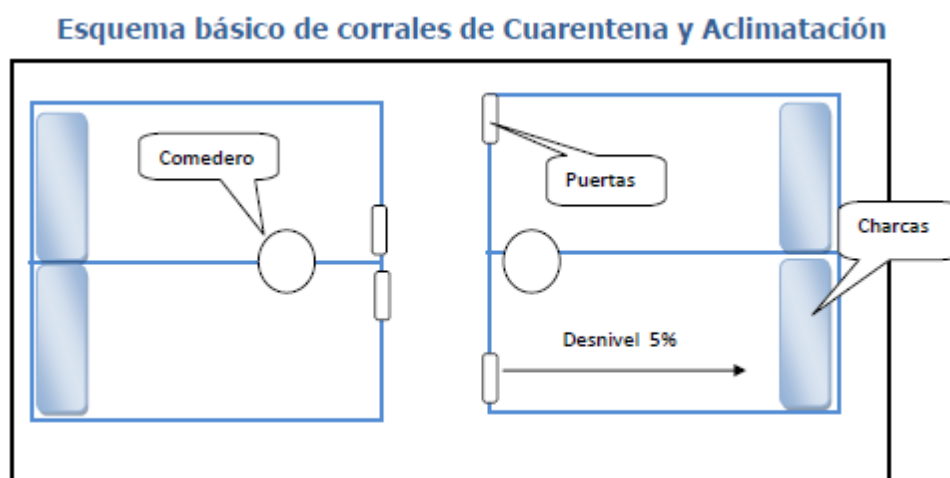 Esquema básico de corrales de Cuarentena y Aclimatación
Comedero
Puertas
Charcas
Desnivel 5%